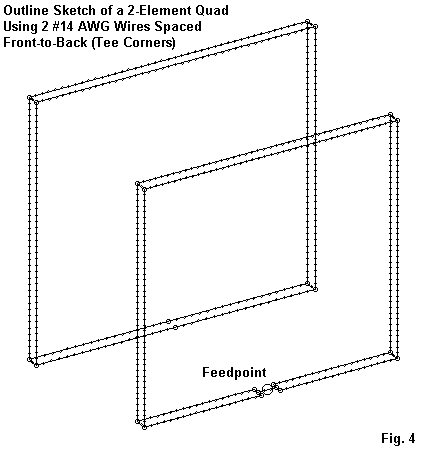 Outline Sketch of a 2-Element Quad
Using 2 #14 AWG Wires Spaced
Front-to-Back (Tee Corners)
Feedpoint
Fig. 4